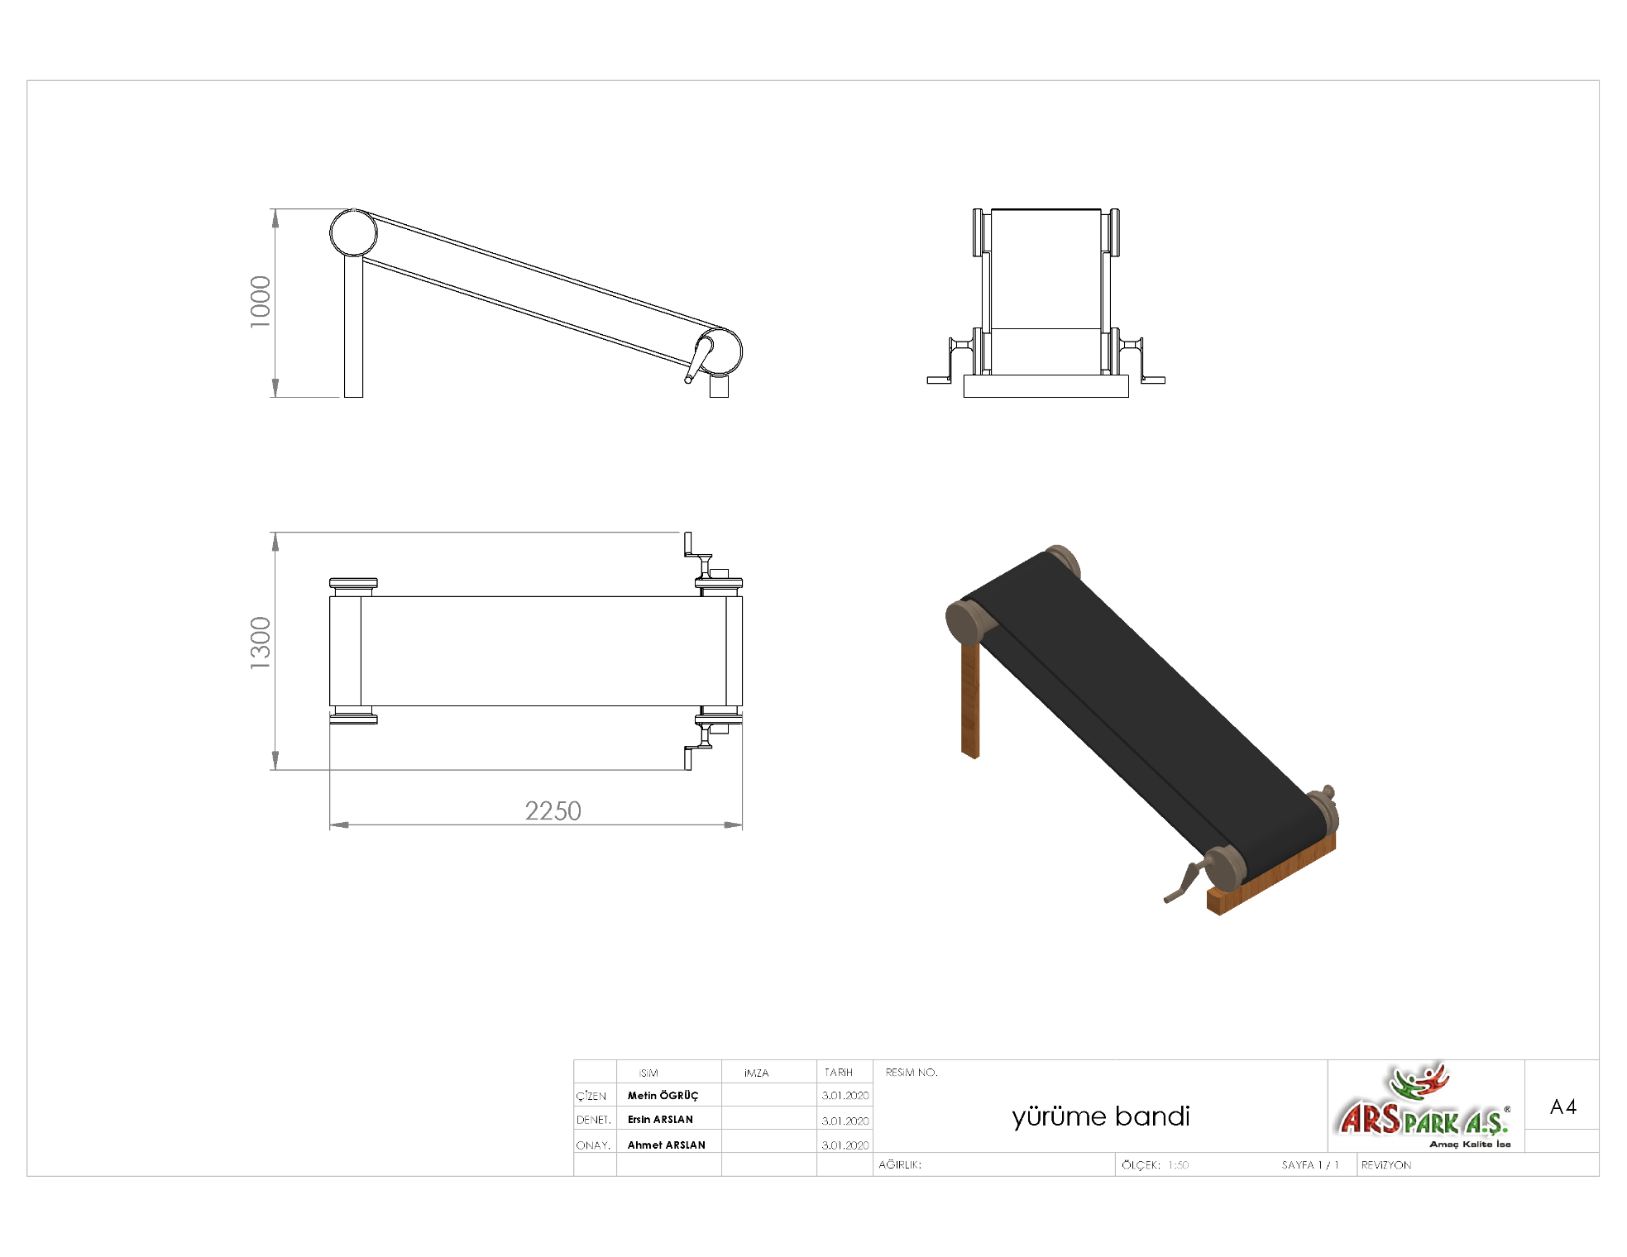 1000
1300
2250
İSİM İMZA TARİH RESİM NO.
ÇİZEN Metin ÖGRÜÇ 3.01.2020
DENET. Ersin ARSLAN 3.01.2020
yürüme bandi
ONAY. Ahmet ARSLAN 3.01.2020
ARS PARK A.Ş.®
Amaç Kalite İse
A4
AĞIRLIK: ÖLÇEK: 1:50 SAYFA 1 / 1 REVİZYON